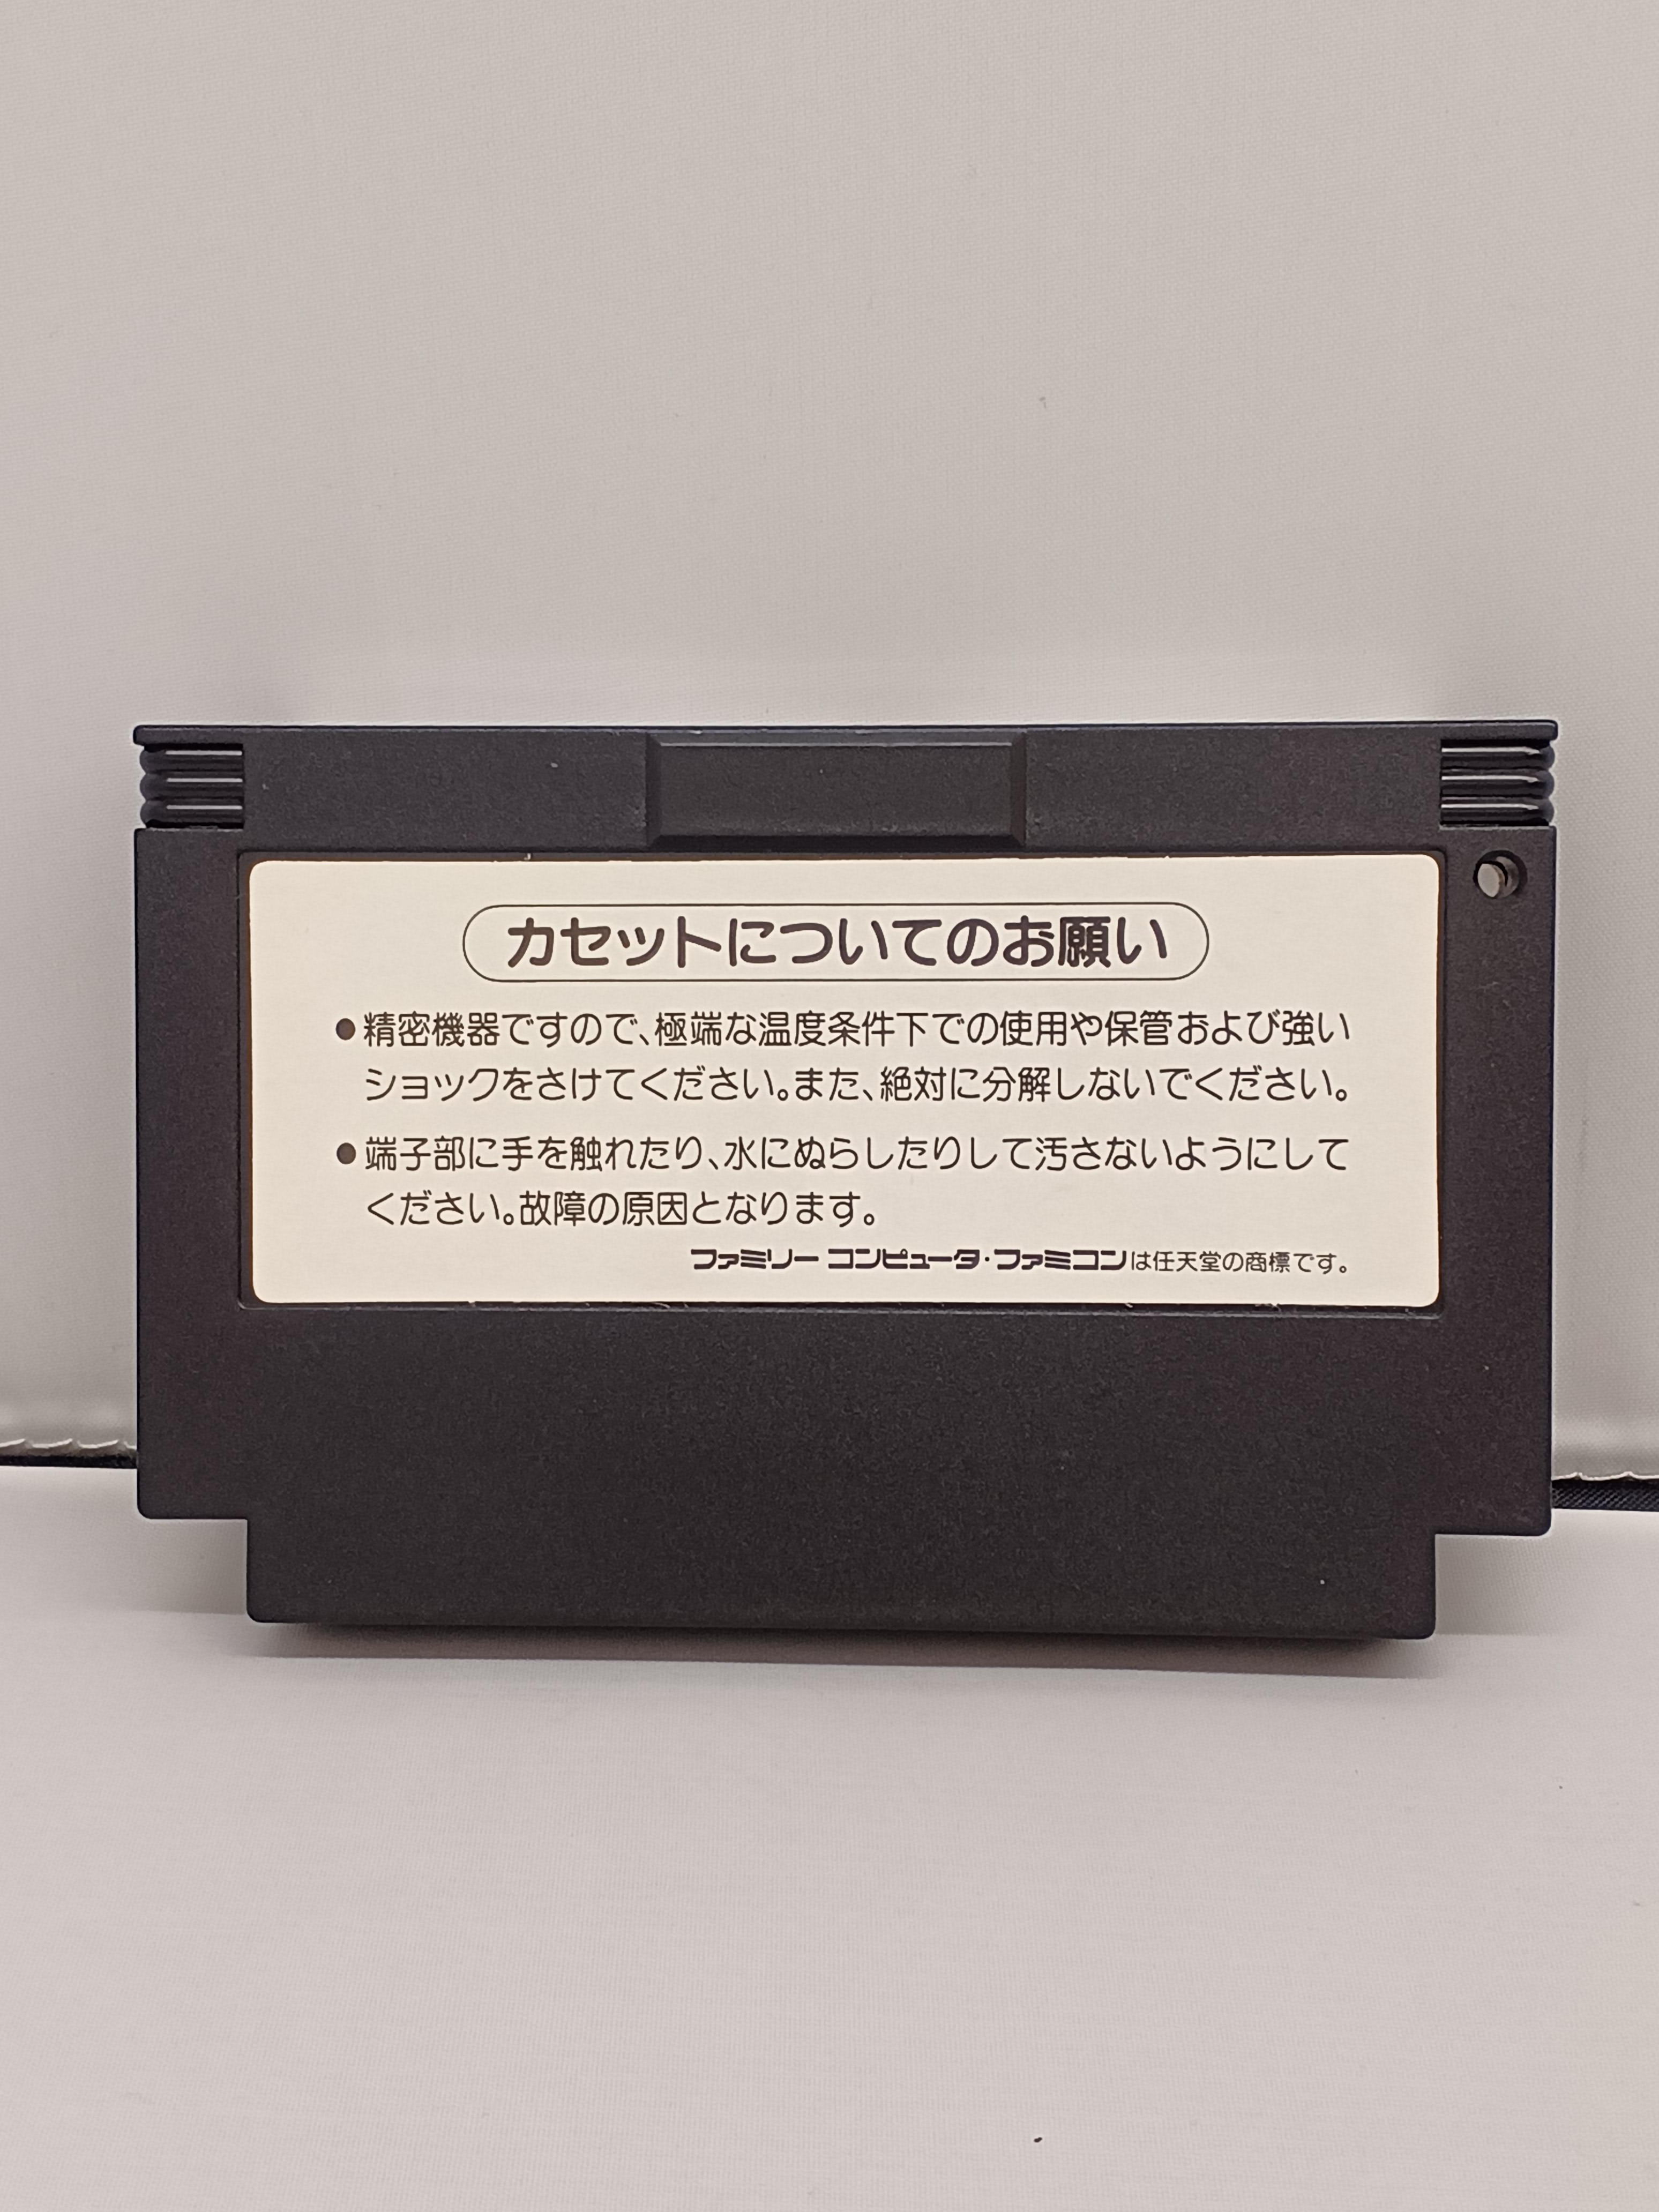 カセットについてのお願い
●精密機器ですので、極端な温度条件下での使用や保管および強い
ショックをさけてください。また、絶対に分解しないでください。
●端子部に手を触れたり、水にぬらしたりして汚さないようにして
ください。故障の原因となります。
ファミリー コンピュータ・ファミコンは任天堂の商標です。